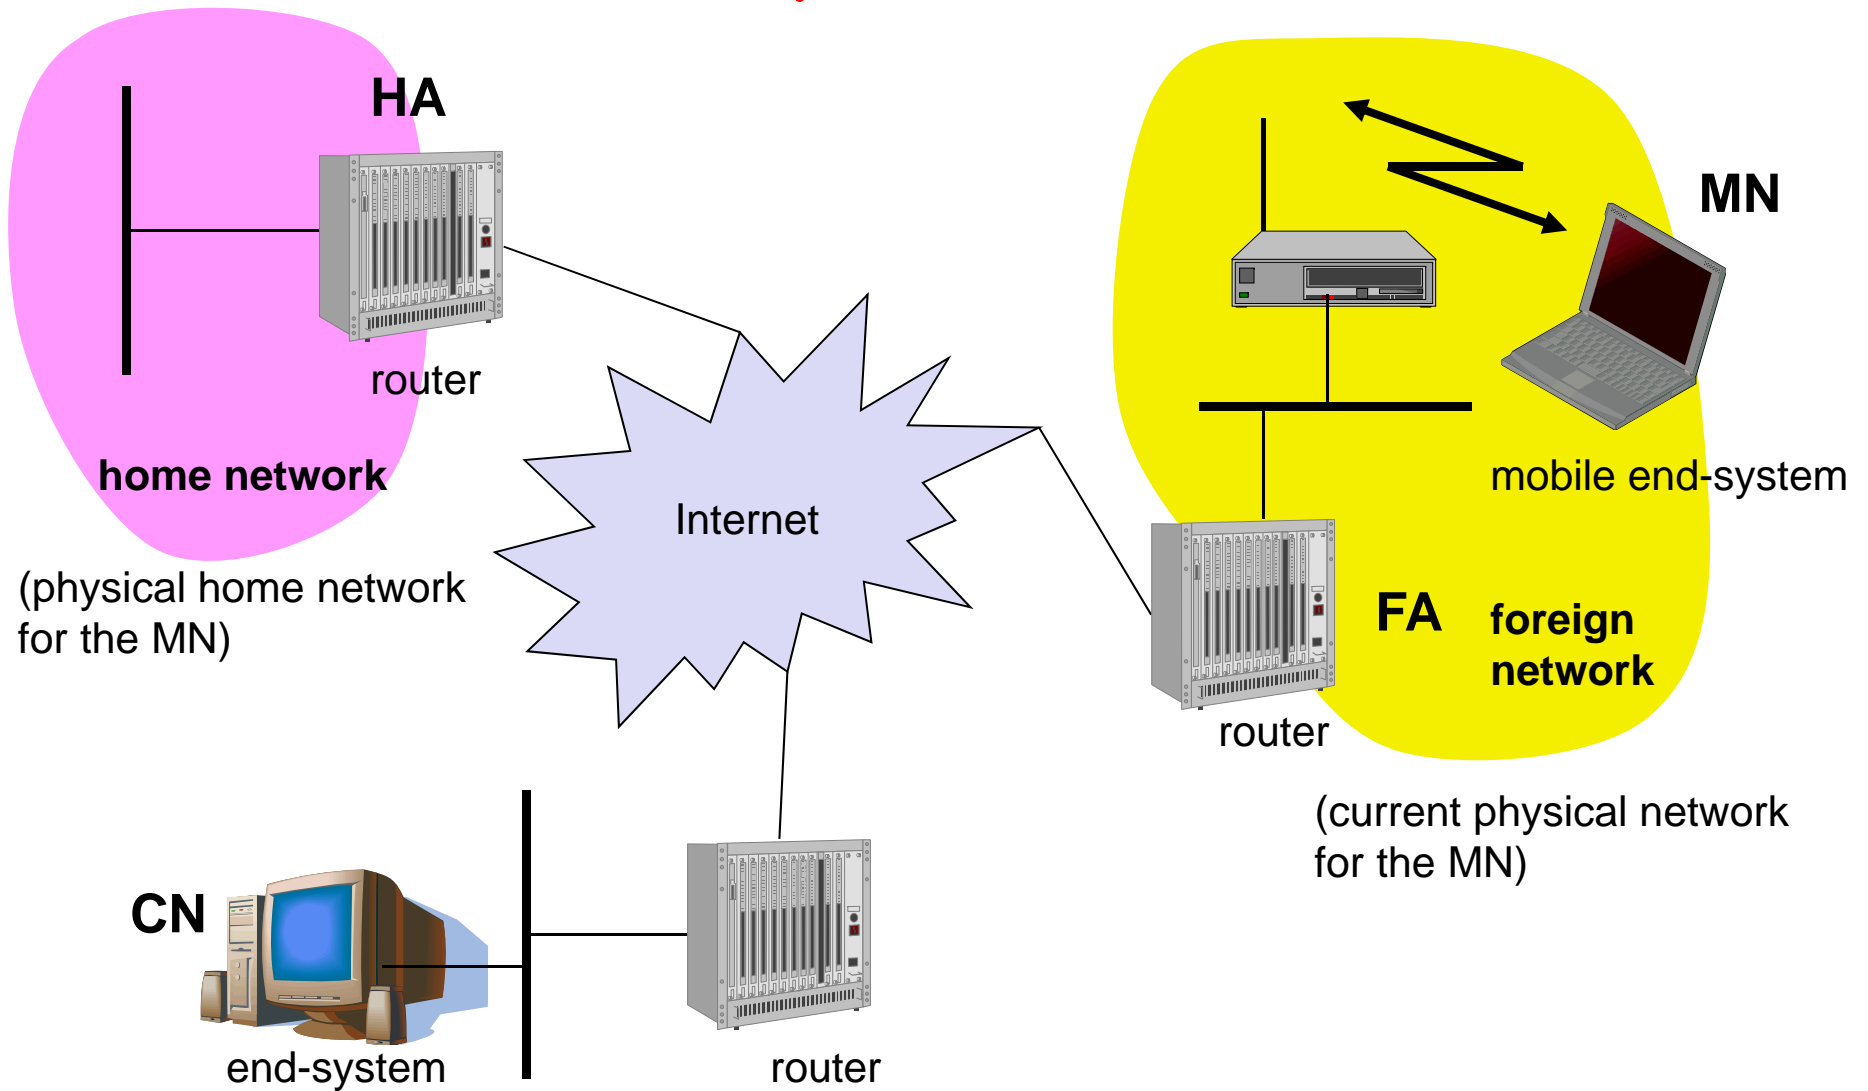 HA
router
home network
(physical home network
for the MN)
Internet
MN
mobile end-system
FA
foreign
network
router
(current physical network
for the MN)
CN
end-system
router